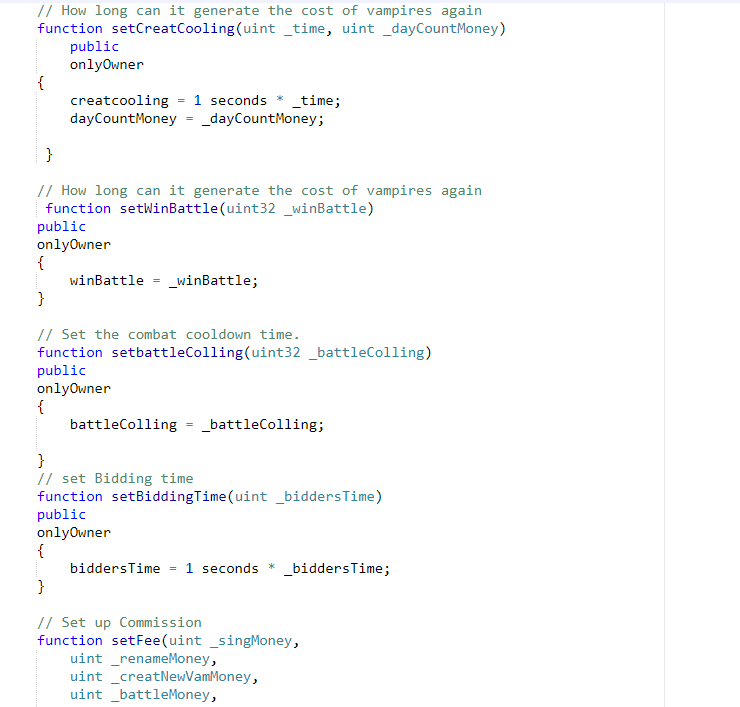 // How long can it generate the cost of vampires again
function setCreatCooling(uint _time, uint _dayCountMoney)
public
onlyOwner
{
creatcooling = 1 seconds * _time;
dayCountMoney = _dayCountMoney;
}
// How long can it generate the cost of vampires again
function setWinBattle(uint32 _winBattle)
public
onlyOwner
{
winBattle = _winBattle;
}
// Set the combat cooldown time.
function setbattleColling(uint32 _battleColling)
public
onlyOwner
{
battleColling = _battleColling;
}
// set Bidding time
function setBiddingTime(uint _biddersTime)
public
onlyOwner
{
biddersTime = 1 seconds * _biddersTime;
}
// Set up Commission
function setFee(uint _singMoney,
uint _renameMoney,
uint _creatNewVamMoney,
uint _battleMoney,